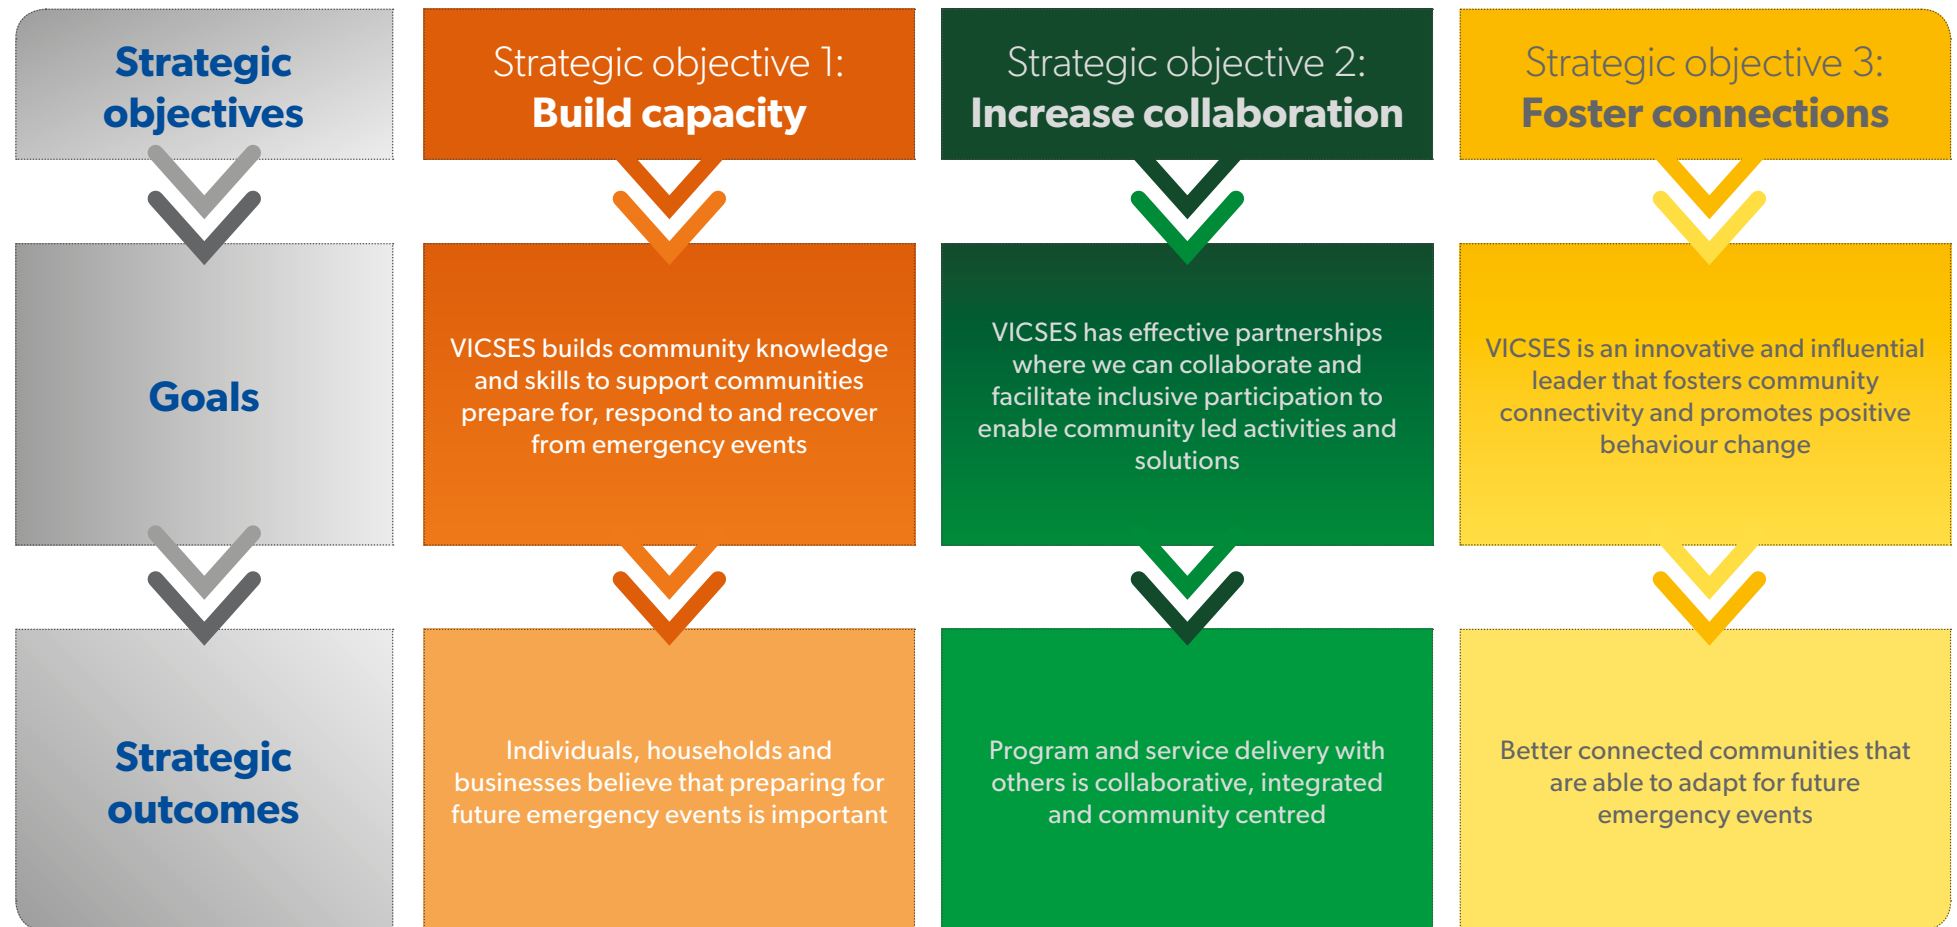 Strategic
objectives
Strategic objective 1:
Build capacity
Strategic objective 2:
Increase collaboration
Strategic objective 3:
Foster connections
Goals
VICSES builds community knowledge
and skills to support communities
prepare for, respond to and recover
from emergency events
VICSES has effective partnerships
where we can collaborate and
facilitate inclusive participation to
enable community led activities and
solutions
VICSES is an innovative and influential
leader that fosters community
connectivity and promotes positive
behaviour change
Strategic
outcomes
Individuals, households and
businesses believe that preparing for
future emergency events is important
Program and service delivery with
others is collaborative, integrated
and community centred
Better connected communities that
are able to adapt for future
emergency events